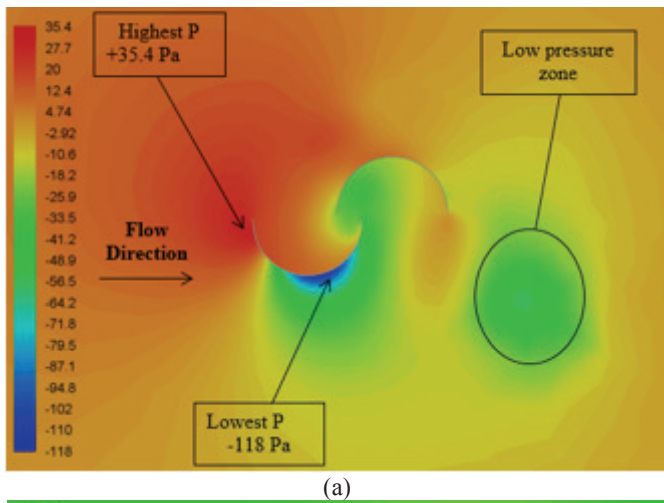 35.4
27.7
20
12.4
4.74
-2.92
-10.6
-18.2
-25.9
-33.5
-41.2
-48.9
-56.5
-64.2
-71.8
-79.5
-87.1
-94.8
-102
-110
-118
Highest P
+35.4 Pa
Low pressure
zone
Flow
Direction
Lowest P
-118 Pa
(a)